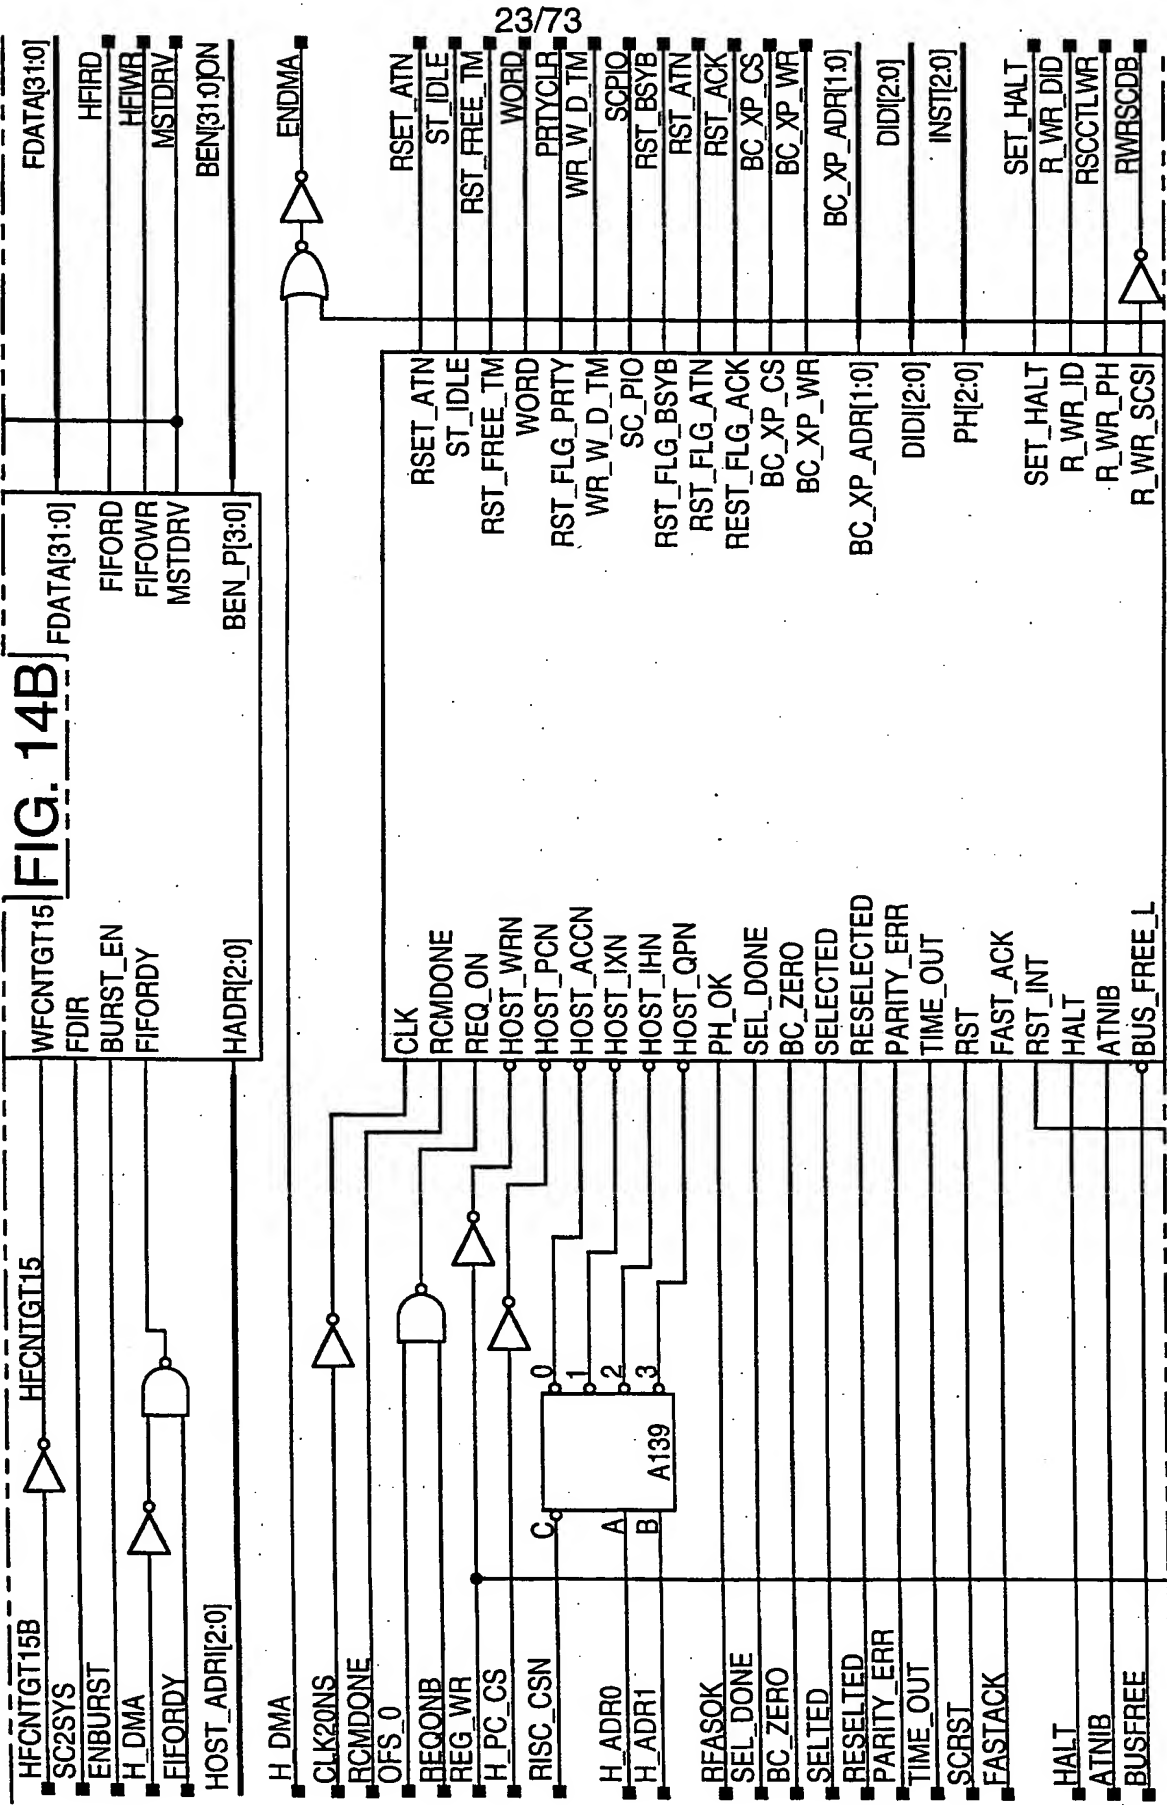 23/73
FIG. 14B
HFCNTGT15B
SC2SYS
ENBURST
H_DMA
FIFORDY
HOST_ADRI[2:0]
HFCNTGT15
WFCNTGT15
FDIR
BURST_EN
FIFORDY
HADR[2:0]
FDATA[31:0]
FIFORD
FIFOWR
MSTDRV
BEN_P[3:0]
FDATA[31:0]
HFIRD
HFIWR
MSTDRV
BEN[31:0]ON
H_DMA
CLK20NS
RCMDONE
OFS_0
REQONB
REG_WR
H_PC_CS
RISC_CSN
H_ADR0
H_ADR1
RFASOK
SEL_DONE
BC_ZERO
SELTED
RESELTED
PARITY_ERR
TIME_OUT
SCRST
FASTACK
HALT
ATNIB
BUSFREE
C
A
B
A139
0
1
2
3
CLK
RCMDONE
REQ_ON
HOST_WRN
HOST_PCN
HOST_ACCN
HOST_IXN
HOST_IHN
HOST_QPN
PH_OK
SEL_DONE
BC_ZERO
SELECTED
RESELECTED
PARITY_ERR
TIME_OUT
RST
FAST_ACK
RST_INT
HALT
ATNIB
BUS_FREE_L
RSET_ATN
ST_IDLE
RST_FREE_TM
WORD
RST_FLG_PRTY
WR_W_D_TM
SC_PIO
RST_FLG_BSYB
RST_FLG_ATN
REST_FLG_ACK
BC_XP_CS
BC_XP_WR
BC_XP_ADR[1:0]
DIDI[2:0]
PH[2:0]
SET_HALT
R_WR_ID
R_WR_PH
R_WR_SCSI
ENDMA
RSET_ATN
ST_IDLE
RST_FREE_TM
WORD
PRTYCLR
WR_W_D_TM
SCPIO
RST_BSYB
RST_ATN
RST_ACK
BC_XP_CS
BC_XP_WR
BC_XP_ADR[1:0]
DIDI[2:0]
INST[2:0]
SET_HALT
R_WR_DID
RSCCTLWR
RWRSCDB